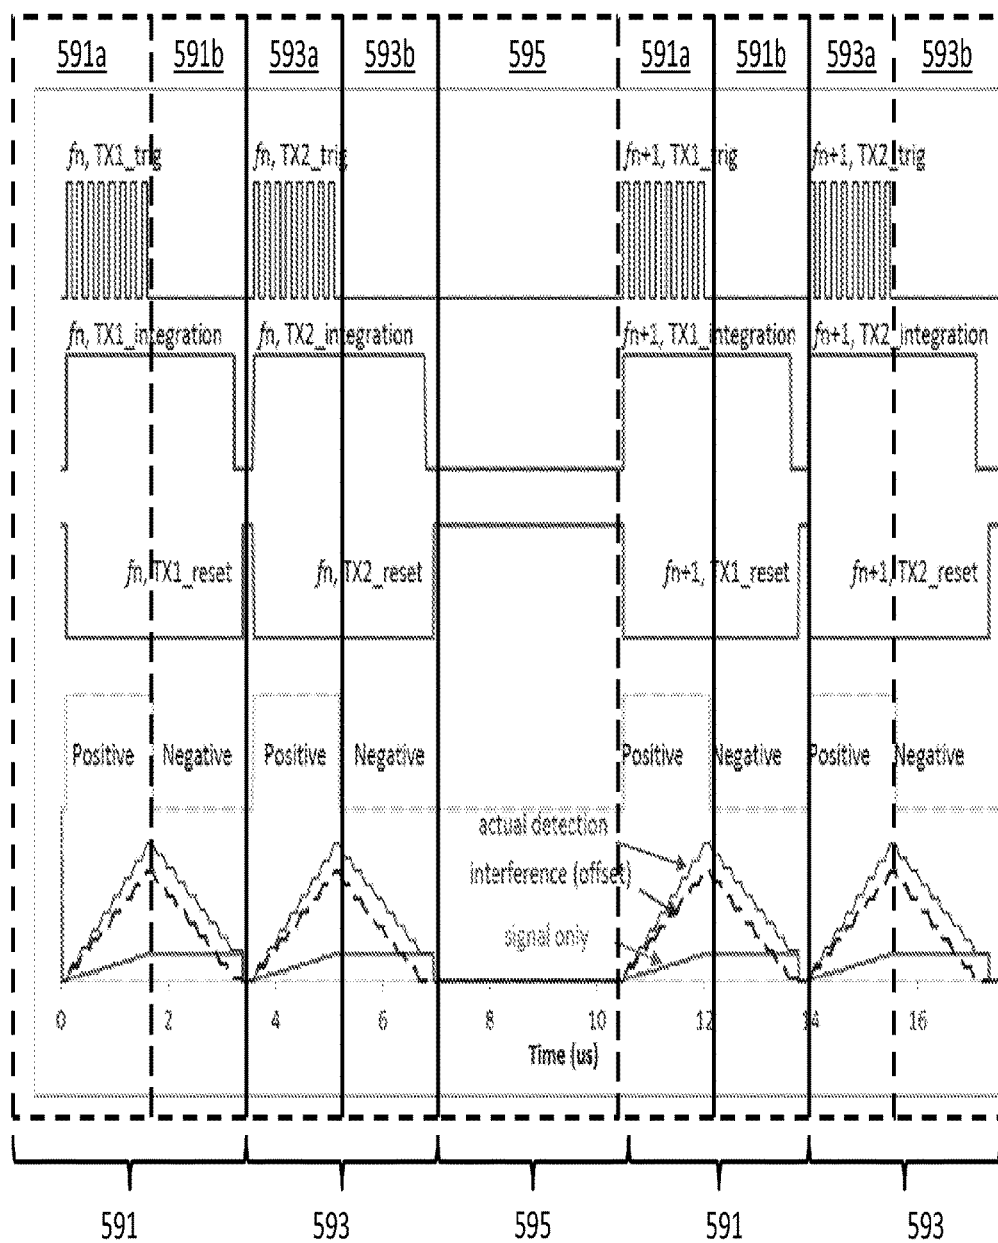 591a 591b 593a 593b 595 591a 591b 593a 593b
fn, TX1_trig fn, TX2_trig fn+1, TX1_trig fn+1, TX2_trig
fn, TX1_integration fn, TX2_integration fn+1, TX1_integration fn+1, TX2_integration
fn, TX1_reset fn, TX2_reset fn+1, TX1_reset fn+1, TX2_reset
Positive Negative Positive Negative Positive Negative Positive Negative
actual detection
interference (offset)
signal only
0 2 4 6 8 10 12 14 16
Time (us)
591 593 595 591 593